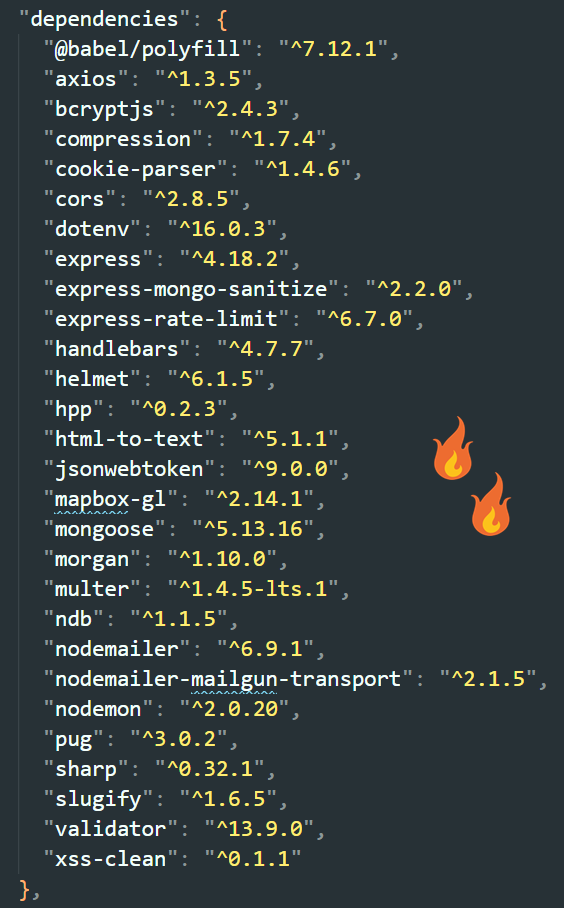 "dependencies": {
"@babel/polyfill": "^7.12.1",
"axios": "^1.3.5",
"bcryptjs": "^2.4.3",
"compression": "^1.7.4",
"cookie-parser": "^1.4.6",
"cors": "^2.8.5",
"dotenv": "^16.0.3",
"express": "^4.18.2",
"express-mongo-sanitize": "^2.2.0",
"express-rate-limit": "^6.7.0",
"handlebars": "^4.7.7",
"helmet": "^6.1.5",
"hpp": "^0.2.3",
"html-to-text": "^5.1.1",
"jsonwebtoken": "^9.0.0",
"mapbox-gl": "^2.14.1",
"mongoose": "^5.13.16",
"morgan": "^1.10.0",
"multer": "^1.4.5-lts.1",
"ndb": "^1.1.5",
"nodemailer": "^6.9.1",
"nodemailer-mailgun-transport": "^2.1.5",
"nodemon": "^2.0.20",
"pug": "^3.0.2",
"sharp": "^0.32.1",
"slugify": "^1.6.5",
"validator": "^13.9.0",
"xss-clean": "^0.1.1"
},